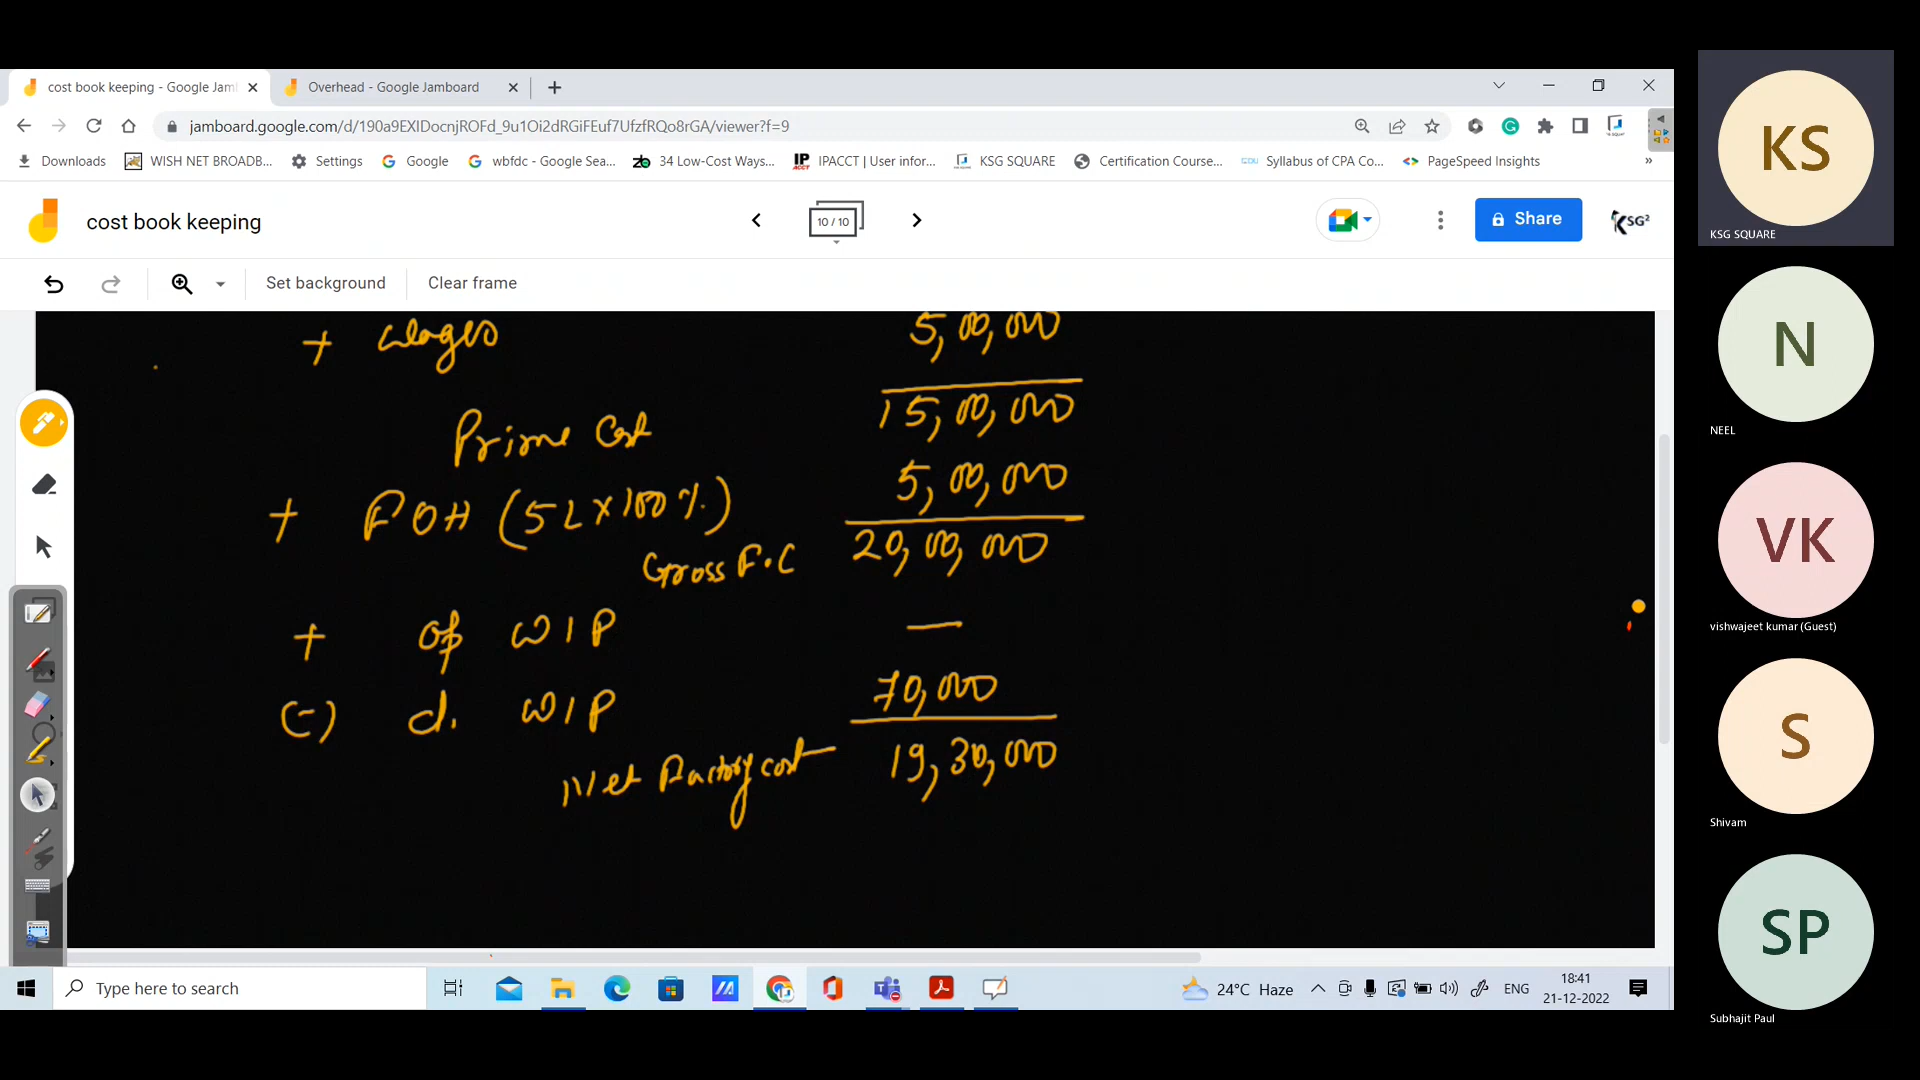 cost book keeping - Google Jam
Overhead - Google Jamboard
jamboard.google.com/d/190a9EXIDocnjROFd_9u1Oi2dRGiFEuf7UfzfRQo8rGA/viewer?f=9
Downloads
WISH NET BROADB...
Settings
Google
wbfdc - Google Sea...
34 Low-Cost Ways...
IPACCT | User infor...
KSG SQUARE
Certification Course...
Syllabus of CPA Co...
PageSpeed Insights
»
cost book keeping
10 / 10
Share
KSG²
Set background
Clear frame
+ Wages 5,00,000
Prime Cost 15,00,000
+ FOH (5L×100%) 5,00,000
Gross F.C 20,00,000
+ Op WIP —
(-) cl. WIP 70,000
Net Factory cost 19,30,000
Type here to search
24°C Haze
ENG
18:41
21-12-2022
KS
KSG SQUARE
N
NEEL
VK
vishwajeet kumar (Guest)
S
Shivam
SP
Subhajit Paul